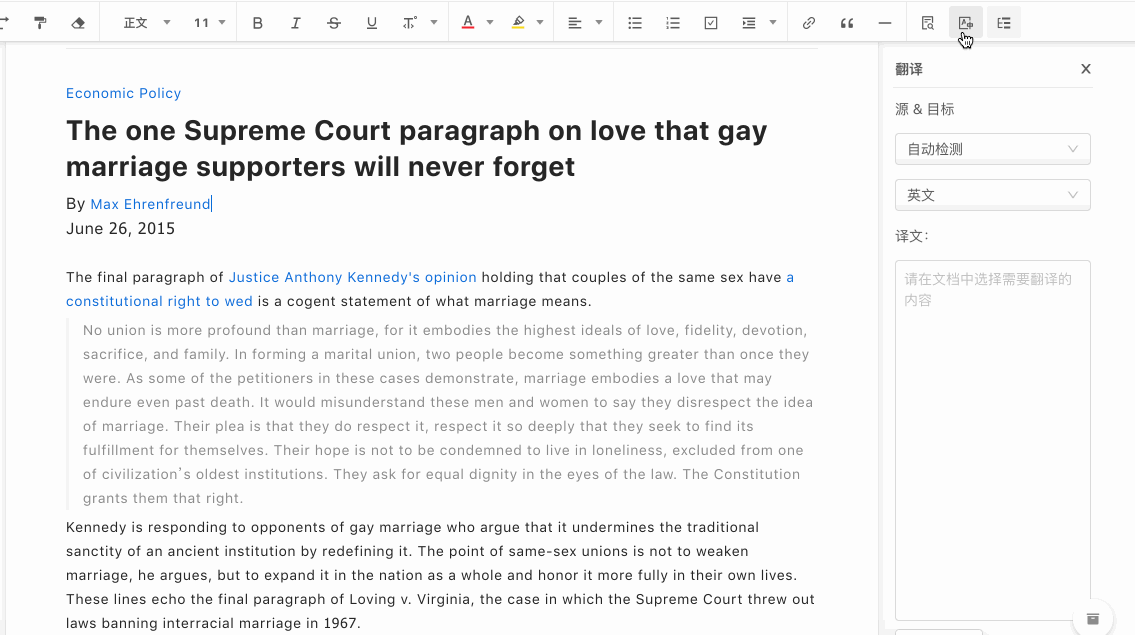 正文 11 B I S U T A
翻译
源 & 目标
自动检测
英文
译文:
请在文档中选择需要翻译的
内容
Economic Policy
The one Supreme Court paragraph on love that gay
marriage supporters will never forget
By Max Ehrenfreund
June 26, 2015
The final paragraph of Justice Anthony Kennedy's opinion holding that couples of the same sex have a
constitutional right to wed is a cogent statement of what marriage means.
No union is more profound than marriage, for it embodies the highest ideals of love, fidelity, devotion,
sacrifice, and family. In forming a marital union, two people become something greater than once they
were. As some of the petitioners in these cases demonstrate, marriage embodies a love that may
endure even past death. It would misunderstand these men and women to say they disrespect the idea
of marriage. Their plea is that they do respect it, respect it so deeply that they seek to find its
fulfillment for themselves. Their hope is not to be condemned to live in loneliness, excluded from one
of civilization's oldest institutions. They ask for equal dignity in the eyes of the law. The Constitution
grants them that right.
Kennedy is responding to opponents of gay marriage who argue that it undermines the traditional
sanctity of an ancient institution by redefining it. The point of same-sex unions is not to weaken
marriage, he argues, but to expand it in the nation as a whole and honor it more fully in their own lives.
These lines echo the final paragraph of Loving v. Virginia, the case in which the Supreme Court threw out
laws banning interracial marriage in 1967.